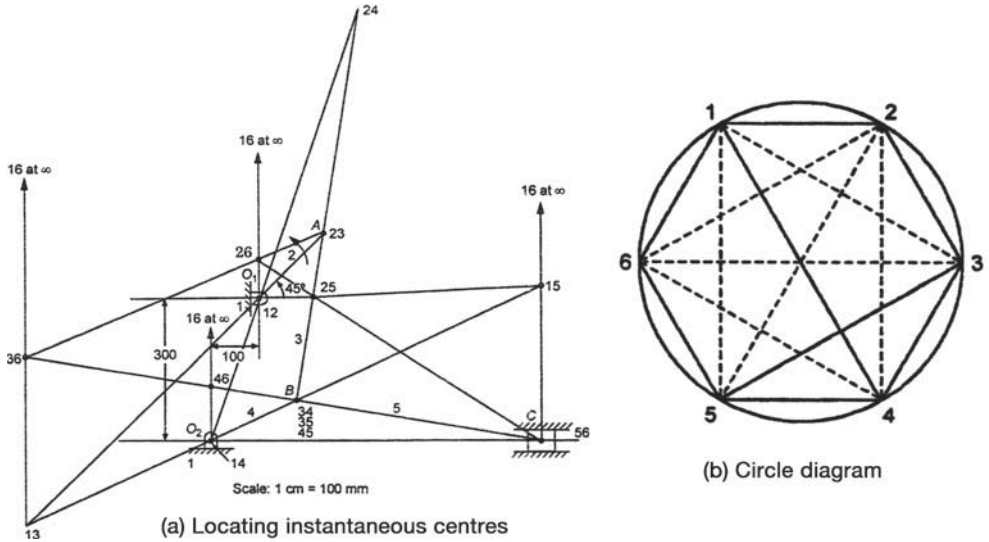 24
16 at ∞
16 at ∞
16 at ∞
A
23
26
2
O1
45°
25
15
1
12
16 at ∞
3
300
100
36
46
B
4
34
5
C
35
O2
45
56
1
14
Scale: 1 cm = 100 mm
13
(a) Locating instantaneous centres
1
2
6
3
5
4
(b) Circle diagram